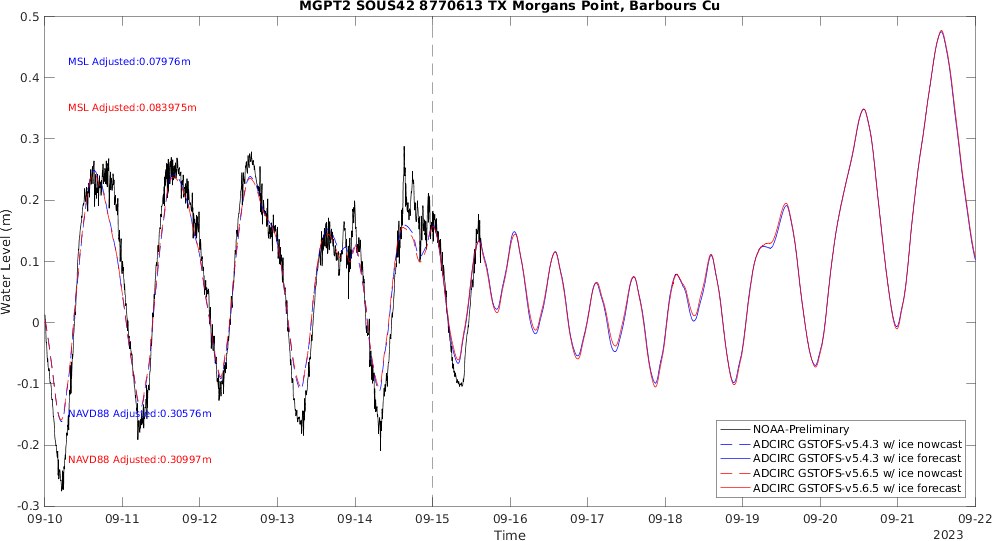 MGPT2 SOUS42 8770613 TX Morgans Point, Barbours Cu
0.5
MSL Adjusted:0.07976m
0.4
MSL Adjusted:0.083975m
0.3
0.2
0.1
Water Level (m)
0
-0.1
NAVD88 Adjusted:0.30576m
-0.2
NAVD88 Adjusted:0.30997m
-0.3
NOAA-Preliminary
ADCIRC GSTOFS-v5.4.3 w/ ice nowcast
ADCIRC GSTOFS-v5.4.3 w/ ice forecast
ADCIRC GSTOFS-v5.6.5 w/ ice nowcast
ADCIRC GSTOFS-v5.6.5 w/ ice forecast
09-10 09-11 09-12 09-13 09-14 09-15 09-16 09-17 09-18 09-19 09-20 09-21 09-22
Time
2023